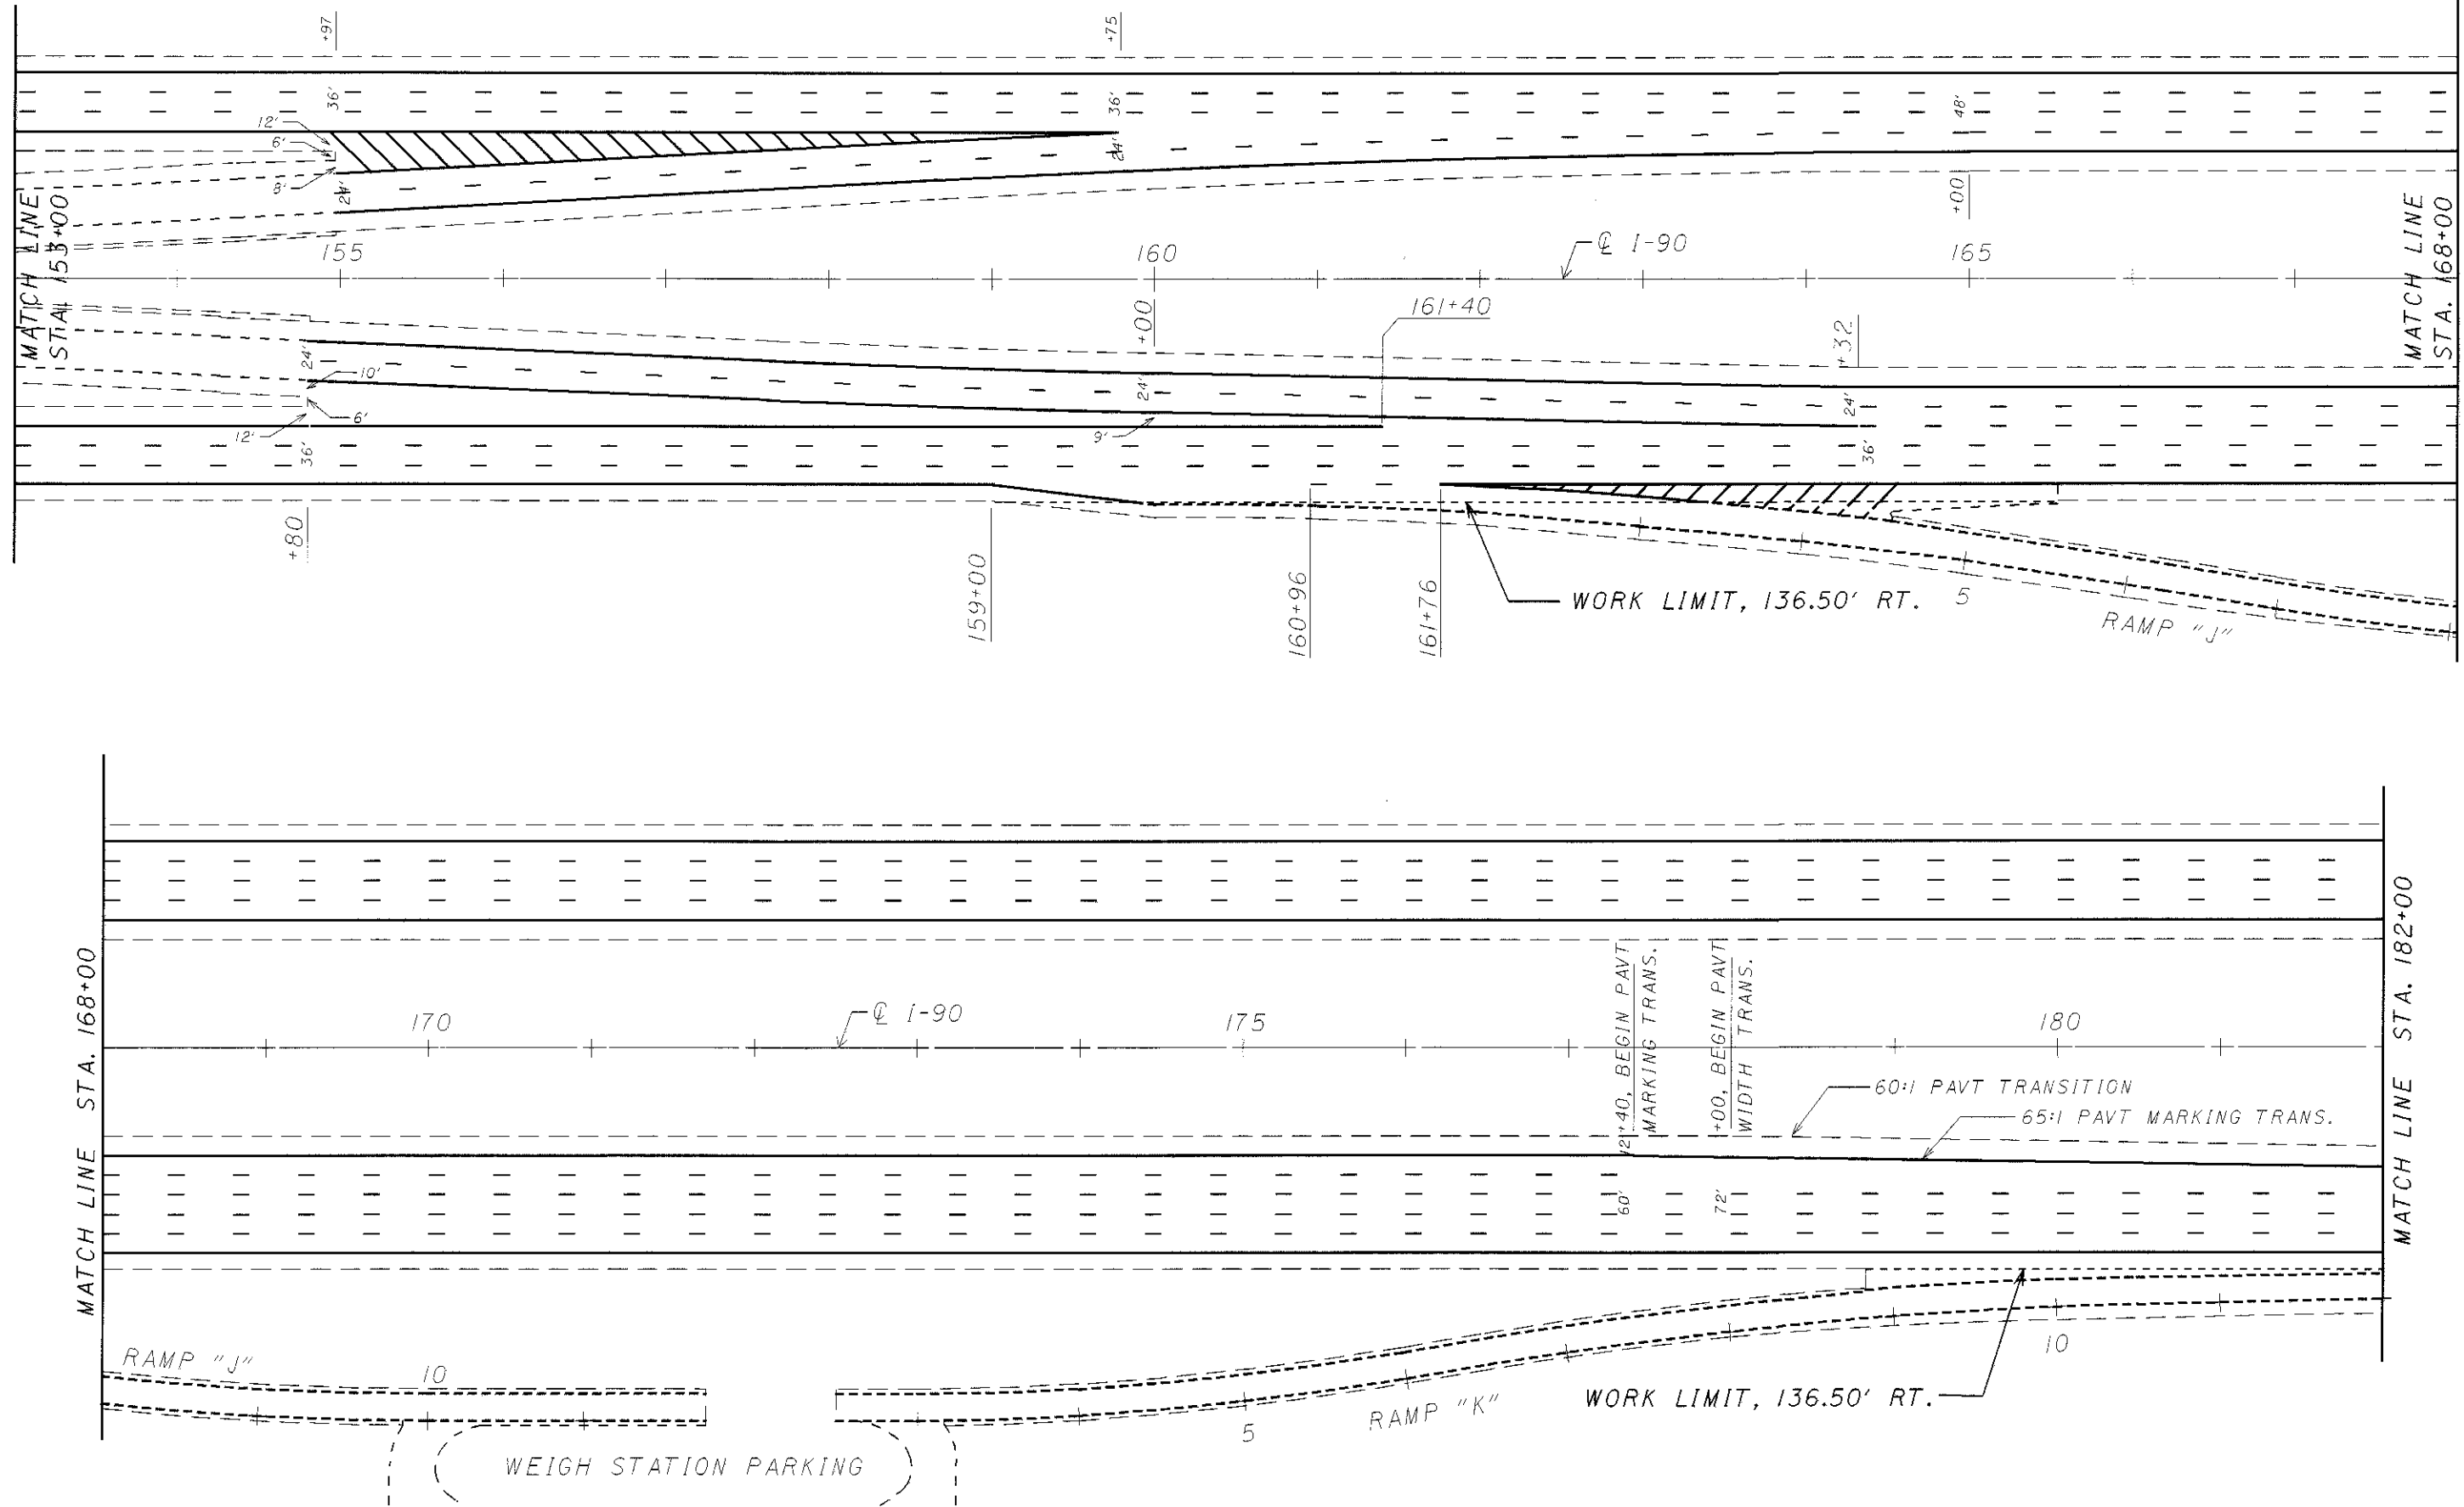 +97
+75
36'
12'
6'
8'
24'
36'
24'
48'
+00
MATCH LINE
STA. 153+00
155
160
165
℄ I-90
161+40
+00
+32
MATCH LINE
STA. 168+00
24'
10'
6'
12'
36'
24'
9'
24'
36'
+80
159+00
160+96
161+76
WORK LIMIT, 136.50' RT.
5
RAMP "J"
MATCH LINE STA. 168+00
170
℄ I-90
175
180
12'
+40, BEGIN PAVT
MARKING TRANS.
+00, BEGIN PAVT
WIDTH TRANS.
60:1 PAVT TRANSITION
65:1 PAVT MARKING TRANS.
60'
72'
MATCH LINE STA. 182+00
RAMP "J"
10
WEIGH STATION PARKING
5
RAMP "K"
10
WORK LIMIT, 136.50' RT.